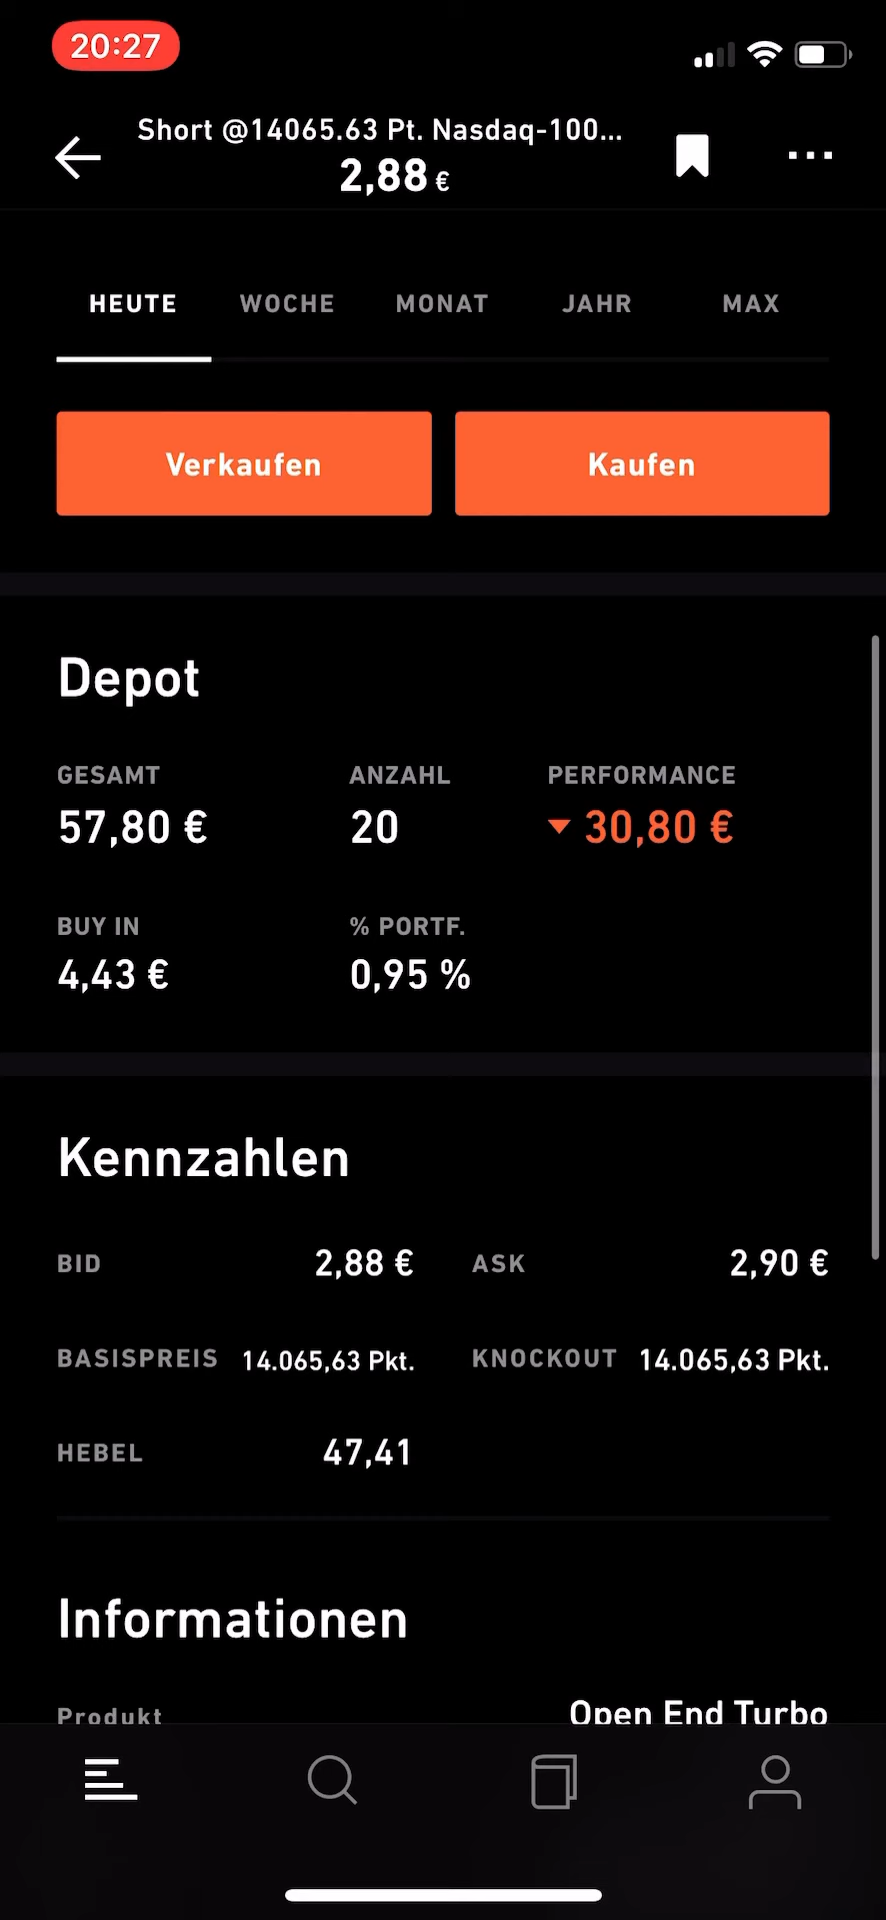 20:27
Short @14065.63 Pt. Nasdaq-100...
2,88 €
HEUTE WOCHE MONAT JAHR MAX
Verkaufen Kaufen
Depot
GESAMT ANZAHL PERFORMANCE
57,80 € 20 30,80 €
BUY IN % PORTF.
4,43 € 0,95 %
Kennzahlen
BID 2,88 € ASK 2,90 €
BASISPREIS 14.065,63 Pkt. KNOCKOUT 14.065,63 Pkt.
HEBEL 47,41
Informationen
Produkt Open End Turbo